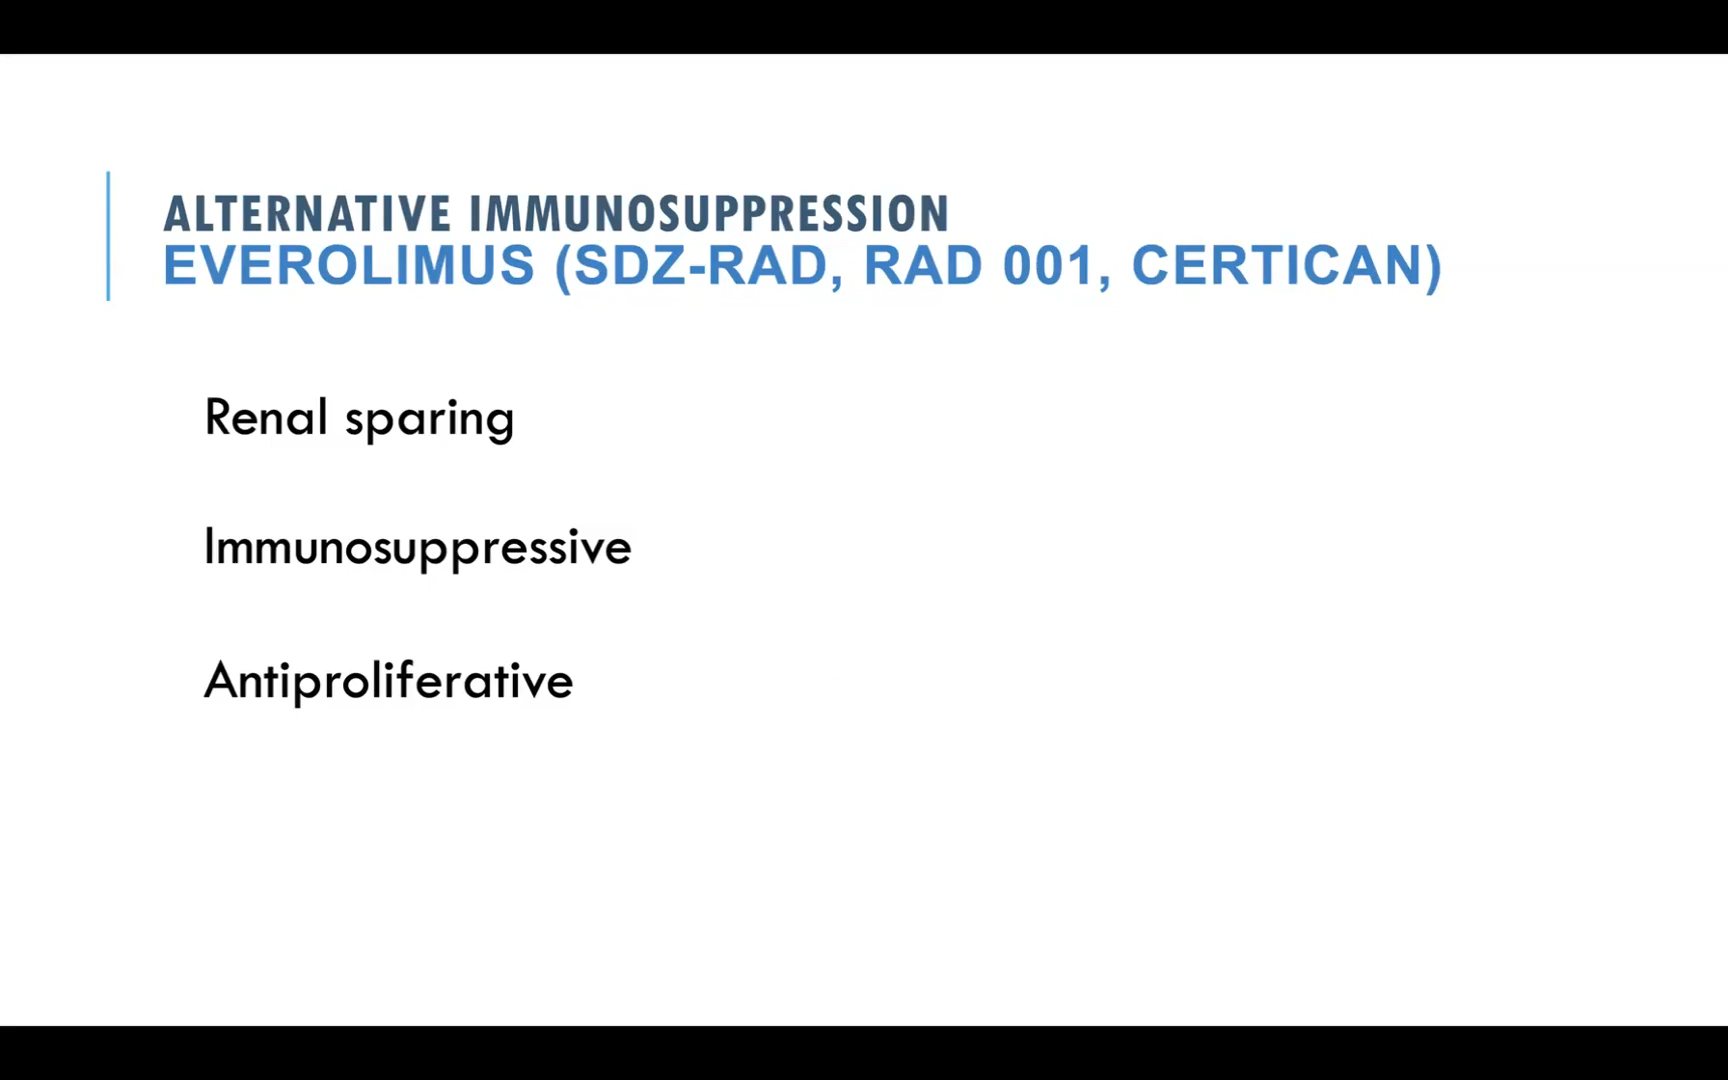 ALTERNATIVE IMMUNOSUPPRESSION
EVEROLIMUS (SDZ-RAD, RAD 001, CERTICAN)
Renal sparing
Immunosuppressive
Antiproliferative